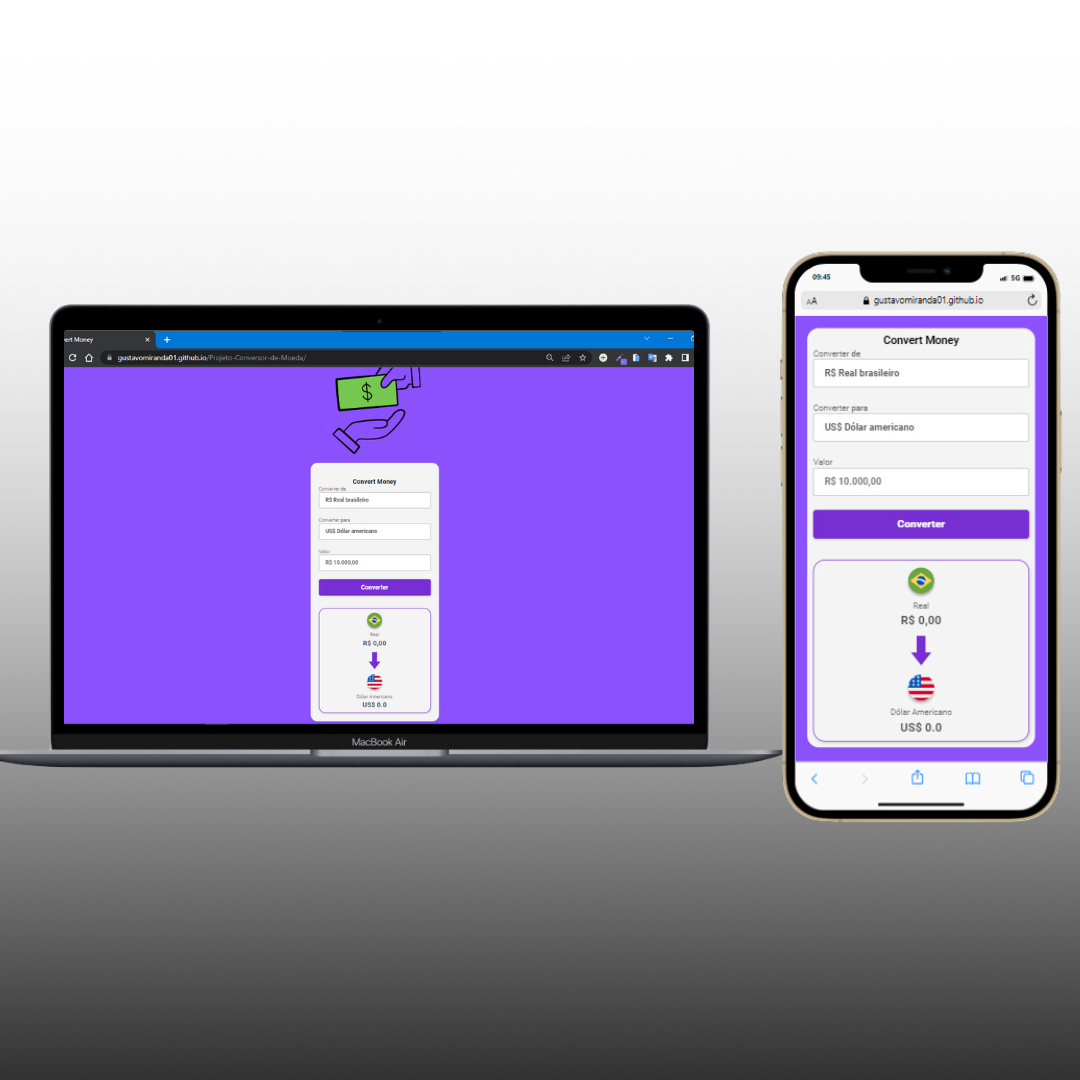 vert Money
gustavomiranda01.github.io/Projeto-Conversor-de-Moeda/
$
Convert Money
Converter de
R$ Real brasileiro
Converter para
US$ Dólar americano
Valor
R$ 10.000,00
Converter
Real
R$ 0,00
Dólar Americano
US$ 0.0
MacBook Air
09:45
5G
AA
gustavomiranda01.github.io
Convert Money
Converter de
R$ Real brasileiro
Converter para
US$ Dólar americano
Valor
R$ 10.000,00
Converter
Real
R$ 0,00
Dólar Americano
US$ 0.0